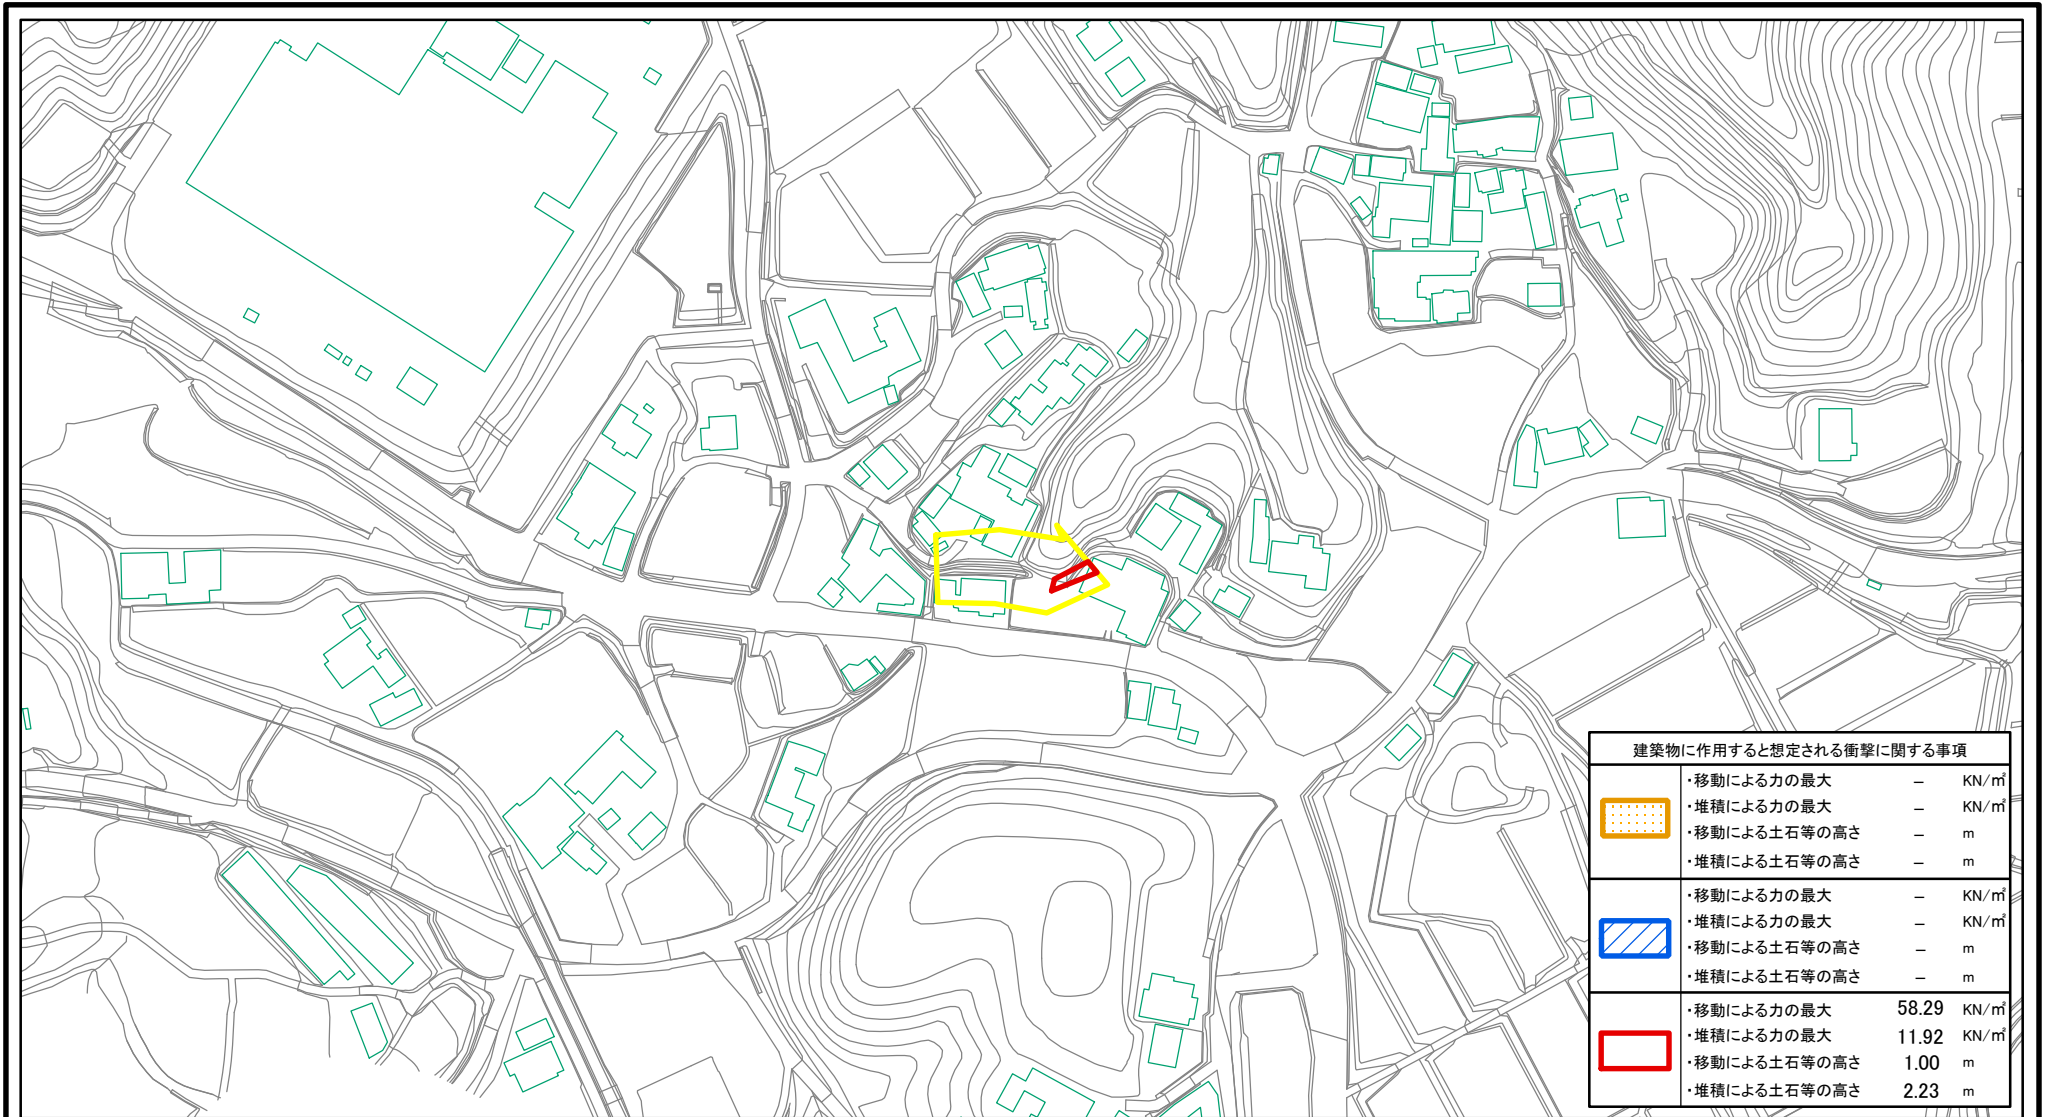 建築物に作用すると想定される衝撃に関する事項
・移動による力の最大 － KN/㎡
・堆積による力の最大 － KN/㎡
・移動による土石等の高さ － m
・堆積による土石等の高さ － m
・移動による力の最大 － KN/㎡
・堆積による力の最大 － KN/㎡
・移動による土石等の高さ － m
・堆積による土石等の高さ － m
・移動による力の最大 58.29 KN/㎡
・堆積による力の最大 11.92 KN/㎡
・移動による土石等の高さ 1.00 m
・堆積による土石等の高さ 2.23 m